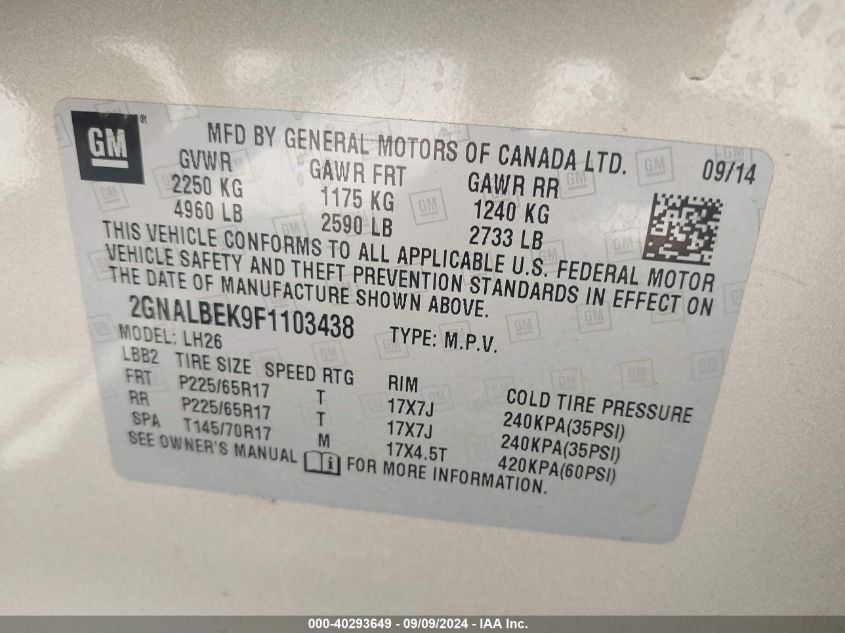 GM ®
MFD BY GENERAL MOTORS OF CANADA LTD. 09/14
GVWR GAWR FRT GAWR RR
2250 KG 1175 KG 1240 KG
4960 LB 2590 LB 2733 LB
THIS VEHICLE CONFORMS TO ALL APPLICABLE U.S. FEDERAL MOTOR
VEHICLE SAFETY AND THEFT PREVENTION STANDARDS IN EFFECT ON
THE DATE OF MANUFACTURE SHOWN ABOVE.
2GNALBEK9F1103438 TYPE: M.P.V.
MODEL: LH26
LBB2 TIRE SIZE SPEED RTG RIM COLD TIRE PRESSURE
FRT P225/65R17 T 17X7J 240KPA(35PSI)
RR P225/65R17 T 17X7J 240KPA(35PSI)
SPA T145/70R17 M 17X4.5T 420KPA(60PSI)
SEE OWNER'S MANUAL FOR MORE INFORMATION.
000-40293649 - 09/09/2024 - IAA Inc.